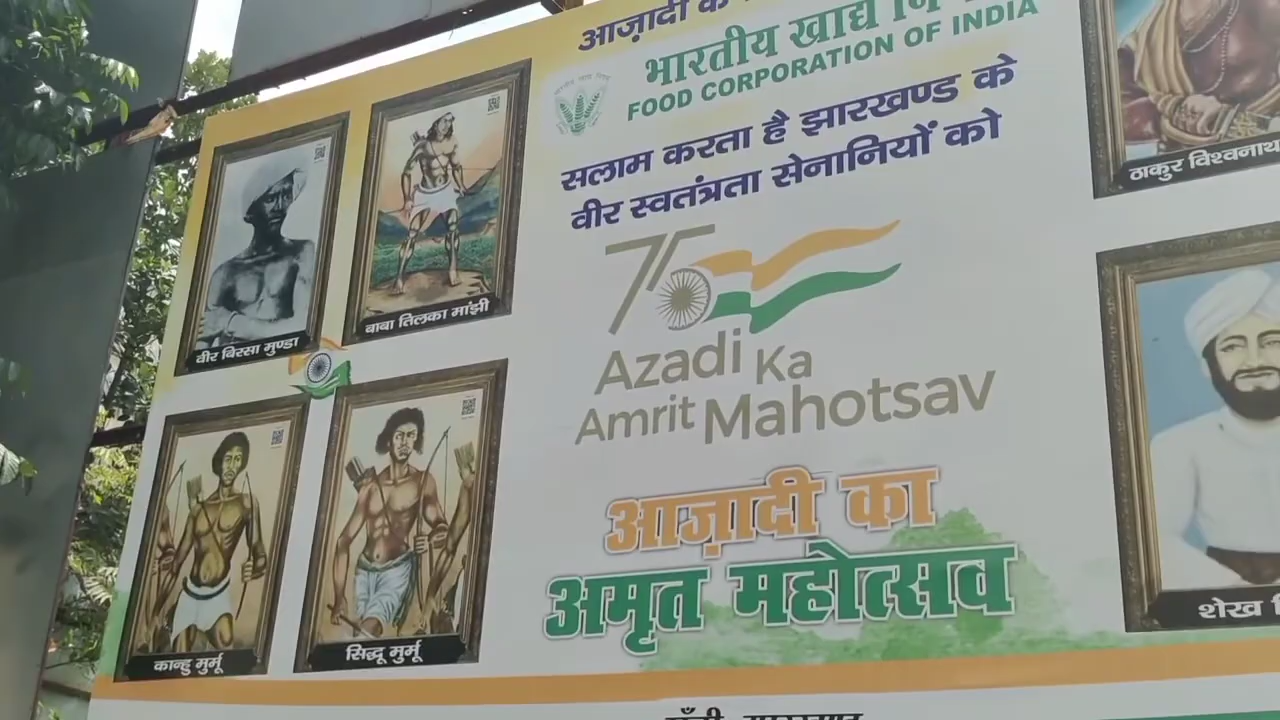 आज़ादी के
भारतीय खाद्य
FOOD CORPORATION OF INDIA
सलाम करता है झारखण्ड के
वीर स्वतंत्रता सेनानियों को
75
Azadi Ka
Amrit Mahotsav
आज़ादी का
अमृत महोत्सव
वीर बिरसा मुण्डा
बाबा तिलका मांझी
कान्हु मुर्मू
सिद्धू मुर्मू
ठाकुर विश्वनाथ
शेख